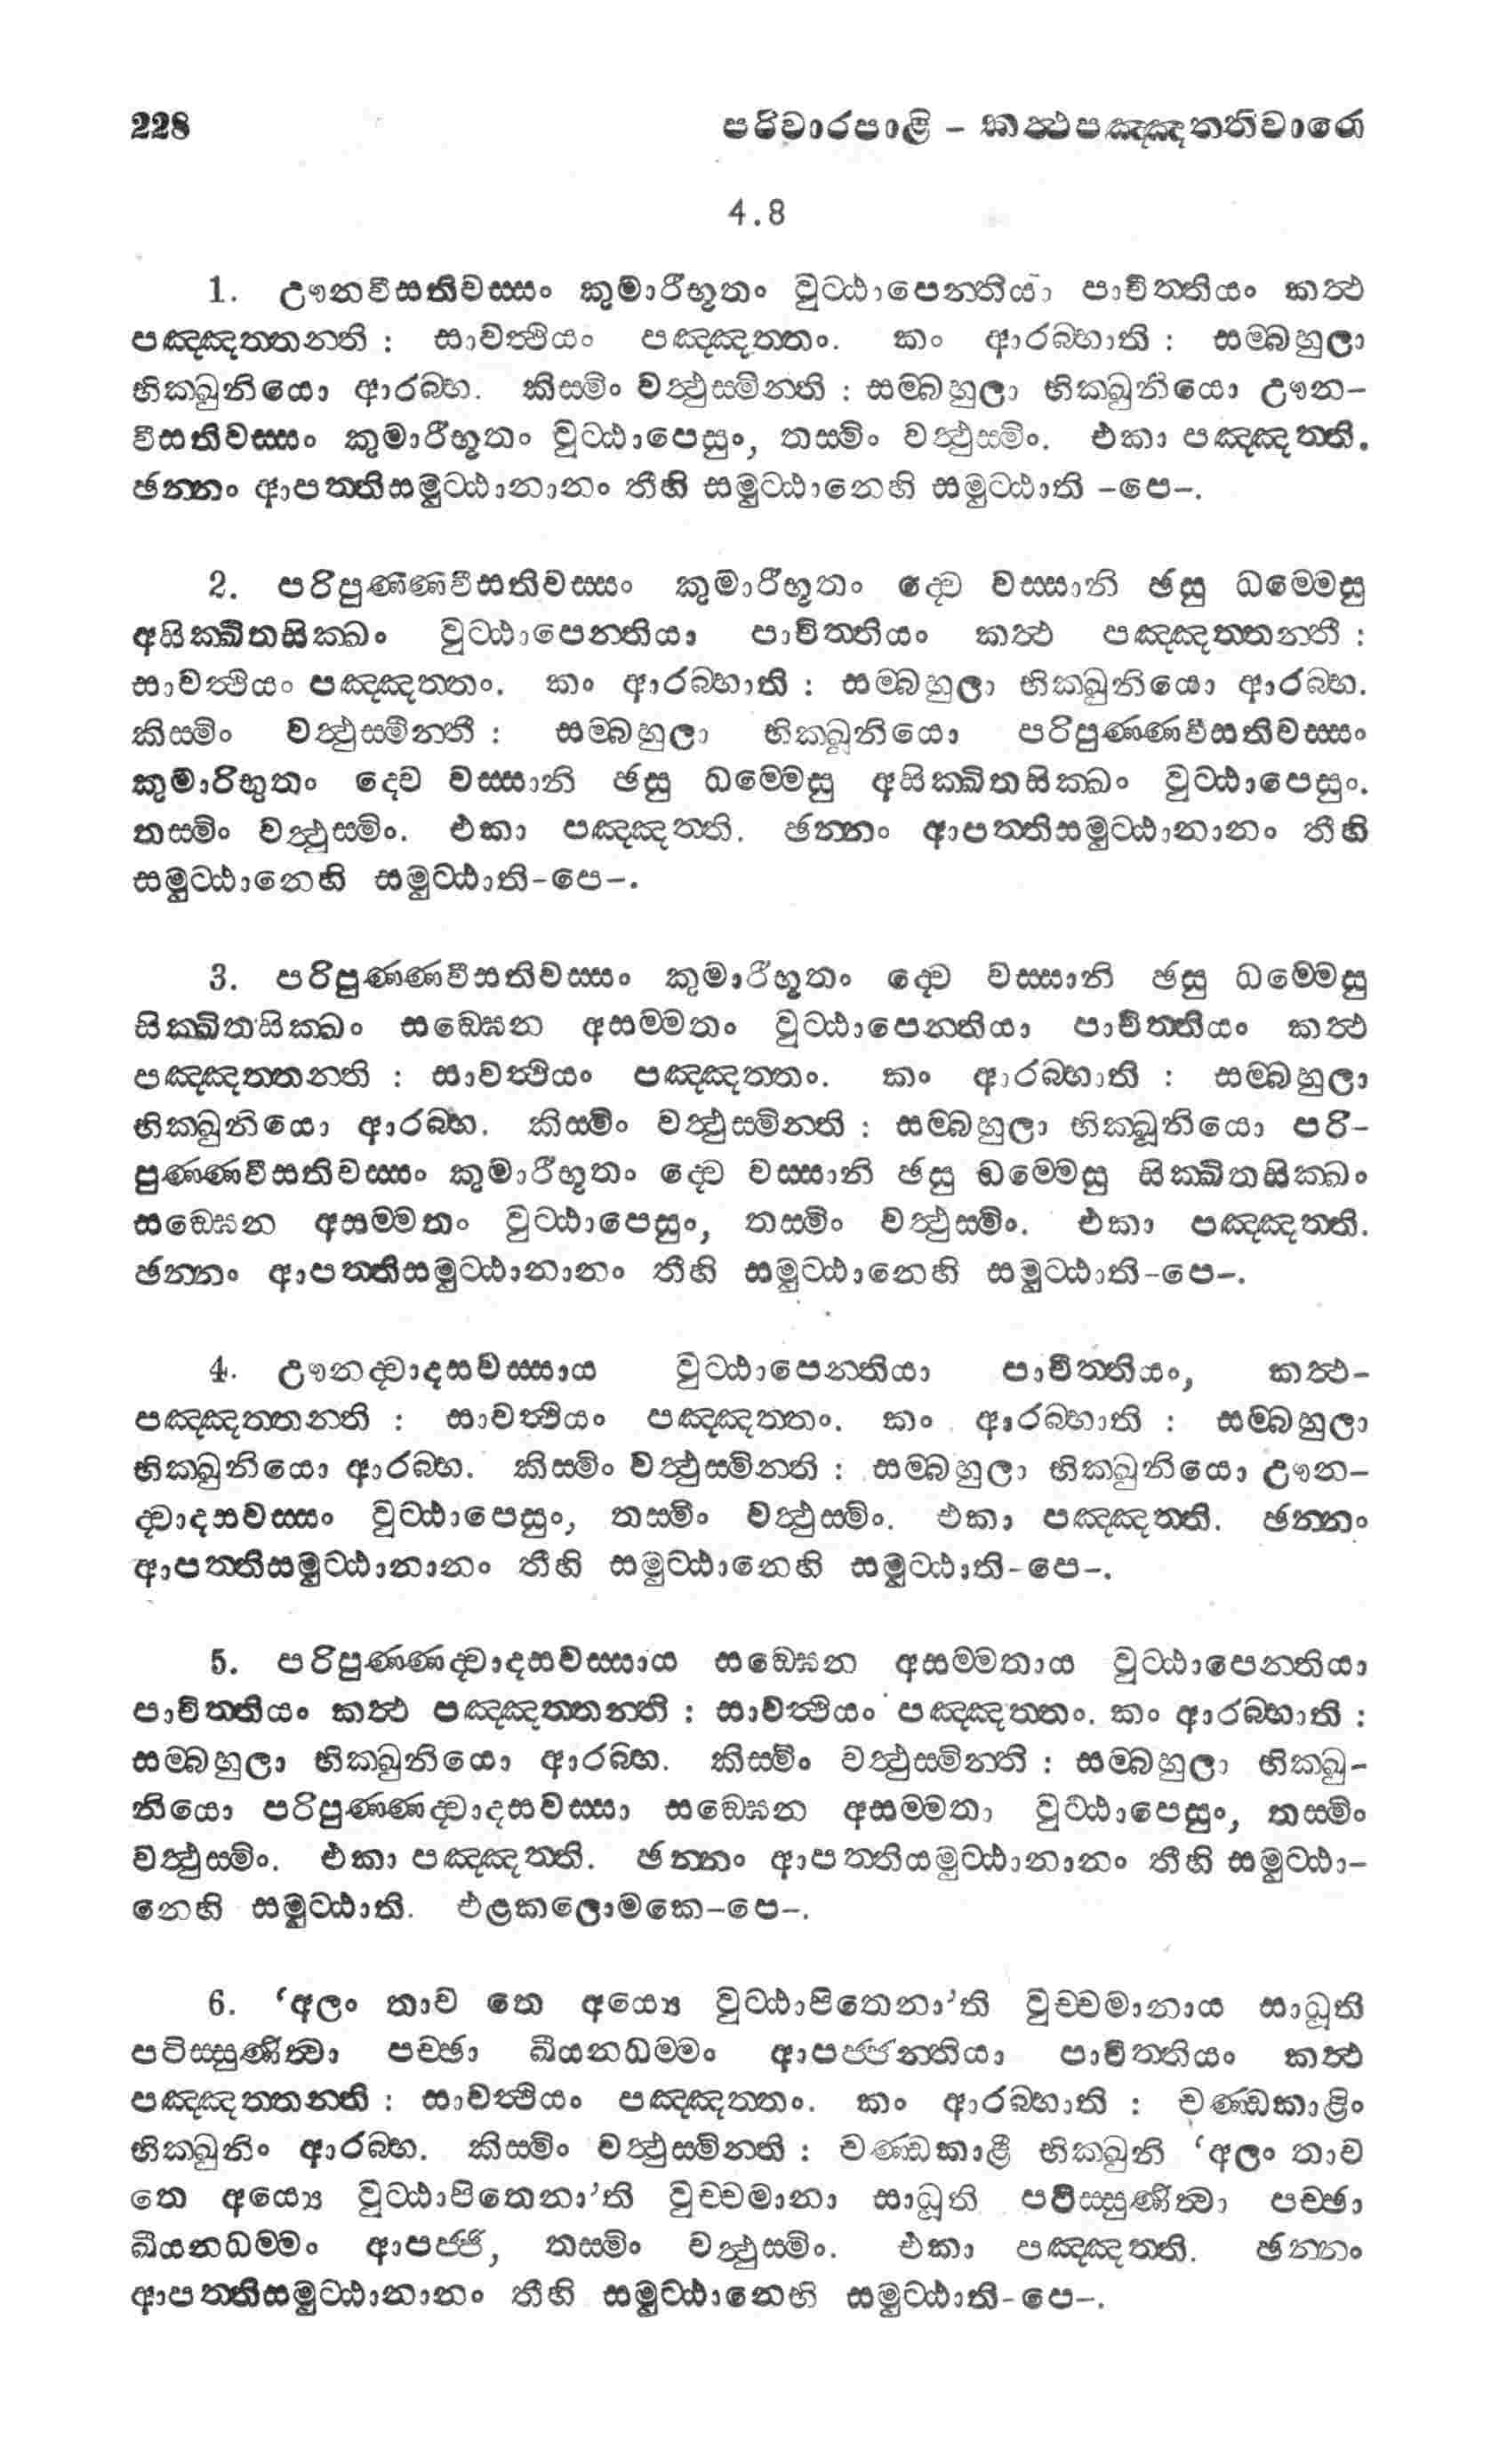 228 පරිවාරපාළි – කත්‍ථපඤ්ඤත්තිවාරො
4.8
1. ඌනවීසතිවස්සං කුමාරීභූතං වුට්ඨාපෙන්තියා පාචිත්තියං කත්‍ථ
පඤ්ඤත්තන්ති : සාවත්‍ථියං පඤ්ඤත්තං. කං ආරබ්භාති : සම්බහුලා
භික්ඛුනියො ආරබ්භ. කිස්මිං වත්‍ථුස්මින්ති : සම්බහුලා භික්ඛුනියො ඌන-
වීසතිවස්සං කුමාරීභූතං වුට්ඨාපෙසුං, තස්මිං වත්‍ථුස්මිං. එකා පඤ්ඤත්ති.
ඡන්නං ආපත්තිසමුට්ඨානානං තීහි සමුට්ඨානෙහි සමුට්ඨාති –පෙ–.
2. පරිපුණ්ණවීසතිවස්සං කුමාරීභූතං ද්වෙ වස්සානි ඡසු ධම්මෙසු
අසික්ඛිතසික්ඛං වුට්ඨාපෙන්තියා පාචිත්තියං කත්‍ථ පඤ්ඤත්තන්තී :
සාවත්‍ථියං පඤ්ඤත්තං. කං ආරබ්භාති : සම්බහුලා භික්ඛුනියො ආරබ්භ.
කිස්මිං වත්‍ථුස්මින්තී : සම්බහුලා භික්ඛූනියො පරිපුණ්ණවීසතිවස්සං
කුමාරිභුතං දෙව වස්සානි ඡසු ධම්මෙසු අසික්ඛිතසික්ඛං වුට්ඨාපෙසුං.
තස්මිං වත්‍ථුස්මිං. එකා පඤ්ඤත්ති. ඡන්නං ආපත්තිසමුට්ඨානානං තීහි
සමුට්ඨානෙහි සමුට්ඨාති-පෙ–.
3. පරිපුණ්ණවීසතිවස්සං කුමාරීභූතං ද්වෙ වස්සානි ඡසු ධම්මෙසු
සික්ඛිතසික්ඛං සඞ්ඝෙන අසම්මතං වුට්ඨාපෙන්තියා පාචිත්තියං කත්‍ථ
පඤ්ඤත්තන්ති : සාවත්‍ථියං පඤ්ඤත්තං. කං ආරබ්භාති : සම්බහුලා
භික්ඛුනියො ආරබ්භ. කිස්මිං වත්‍ථුස්මින්ති : සම්බහුලා භික්ඛූනියො පරි-
පුණ්ණවීසතිවස්සං කුමාරීභූතං ද්වෙ වස්සානි ඡසු ධම්මෙසු සික්ඛිතසික්ඛං
සඞ්ඝෙන අසම්මතං වුට්ඨාපෙසුං, තස්මිං වත්‍ථුස්මිං. එකා පඤ්ඤත්ති.
ඡන්නං ආපත්තිසමුට්ඨානානං තීහි සමුට්ඨානෙහි සමුට්ඨාති-පෙ–.
4. ඌනද්වාදසවස්සාය වුට්ඨාපෙන්තියා පාචිත්තියං, කත්‍ථ-
පඤ්ඤත්තන්ති : සාවත්‍ථියං පඤ්ඤත්තං. කං ආරබ්භාති : සම්බහුලා
භික්ඛුනියො ආරබ්භ. කිස්මිං වත්‍ථුස්මින්ති : සම්බහුලා භික්ඛුනියො ඌන-
ද්වාදසවස්සං වුට්ඨාපෙසුං, තස්මිං වත්‍ථුස්මිං. එකා පඤ්ඤත්ති. ඡන්නං
ආපත්තිසමුට්ඨානානං තීහි සමුට්ඨානෙහි සමුට්ඨාති-පෙ–.
5. පරිපුණ්ණද්වාදසවස්සාය සඞ්ඝෙන අසම්මතාය වුට්ඨාපෙන්තියා
පාචිත්තියං කත්‍ථ පඤ්ඤත්තන්ති : සාවත්‍ථියං පඤ්ඤත්තං. කං ආරබ්භාති :
සම්බහුලා භික්ඛුනියො ආරබ්භ. කිස්මිං වත්‍ථුස්මින්ති : සම්බහුලා භික්ඛු-
නියො පරිපුණ්ණද්වාදසවස්සා සඞ්ඝෙන අසම්මතා වුට්ඨාපෙසුං, තස්මිං
වත්‍ථුස්මිං. එකා පඤ්ඤත්ති. ඡන්නං ආපත්තියමුට්ඨානානං තීහි සමුට්ඨා-
නෙහි සමුට්ඨාති. එළකලොමකෙ–පෙ–.
6. ‘අලං තාව තෙ අය්‍යෙ වුට්ඨාපිතෙනා’ති වුච්චමානාය සාධූති
පටිස්සුණිත්‍වා පච්ඡා ඛීයනධම්මං ආපජ්ජන්තියා පාචිත්තියං කත්‍ථ
පඤ්ඤත්තන්ති : සාවත්‍ථියං පඤ්ඤත්තං. කං ආරබ්භාති : චණ්ඩකාළිං
භික්ඛුනිං ආරබ්භ. කිස්මිං වත්‍ථුස්මින්ති : චණ්ඩකාළී භික්ඛුනි ‘අලං තාව
තෙ අය්‍යෙ වුට්ඨාපිතෙනා’ති වුච්චමානා සාධූති පටිස්සුණිත්‍වා පච්ඡා
ඛීයනධම්මං ආපජ්ජි, තස්මිං වත්‍ථුස්මිං. එකා පඤ්ඤත්ති. ඡන්නං
ආපත්තිසමුට්ඨානානං තීහි සමුට්ඨානෙහි සමුට්ඨාති-පෙ–.